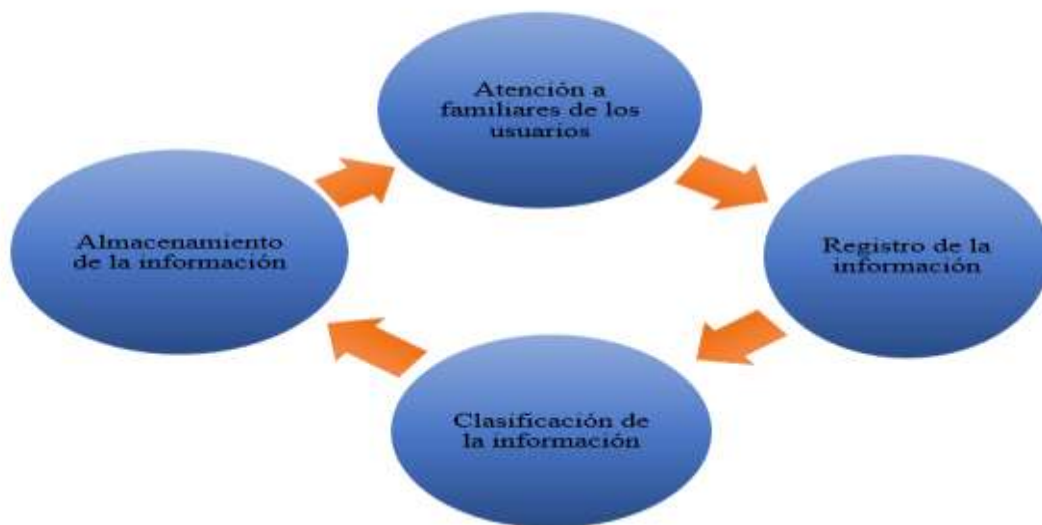 Atención a
familiares de los
usuarios
Almacenamiento
de la información
Registro de la
información
Clasificación de
la información